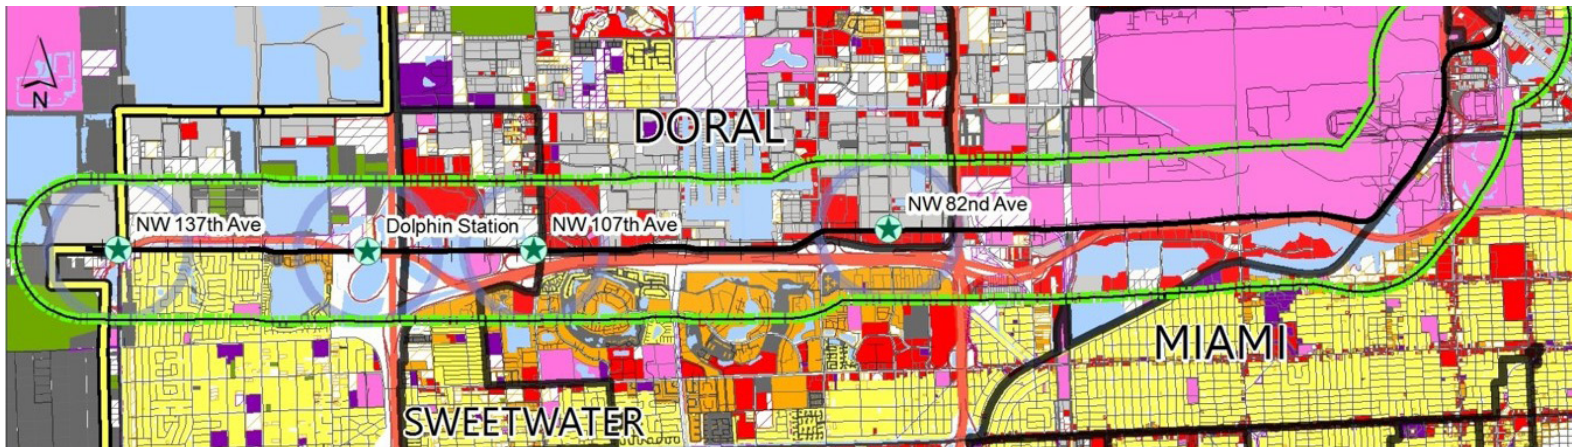 N
DORAL
NW 82nd Ave
NW 137th Ave
Dolphin Station
NW 107th Ave
MIAMI
SWEETWATER